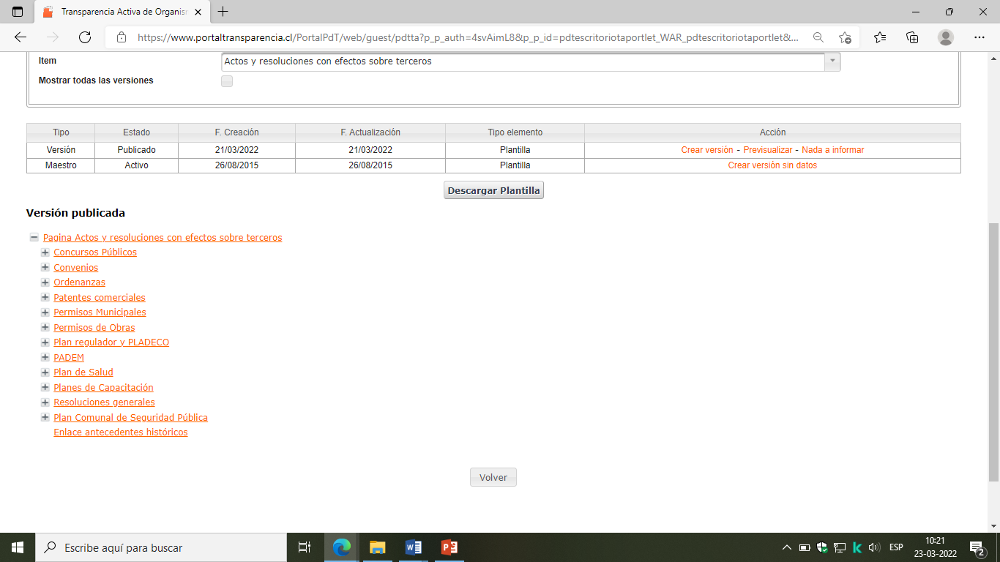 Transparencia Activa de Organis
https://www.portaltransparencia.cl/PortalPdT/web/guest/pdtta?p_p_auth=4svAimL8&p_p_id=pdtescritoriotaportlet_WAR_pdtescritoriotaportlet&...
Item Actos y resoluciones con efectos sobre terceros
Mostrar todas las versiones
Tipo Estado F. Creación F. Actualización Tipo elemento Acción
Versión Publicado 21/03/2022 21/03/2022 Plantilla Crear versión - Previsualizar - Nada a informar
Maestro Activo 26/08/2015 26/08/2015 Plantilla Crear versión sin datos
Descargar Plantilla
Versión publicada
Pagina Actos y resoluciones con efectos sobre terceros
Concursos Públicos
Convenios
Ordenanzas
Patentes comerciales
Permisos Municipales
Permisos de Obras
Plan regulador y PLADECO
PADEM
Plan de Salud
Planes de Capacitación
Resoluciones generales
Plan Comunal de Seguridad Pública
Enlace antecedentes históricos
Volver
Escribe aquí para buscar
ESP
10:21
23-03-2022
2